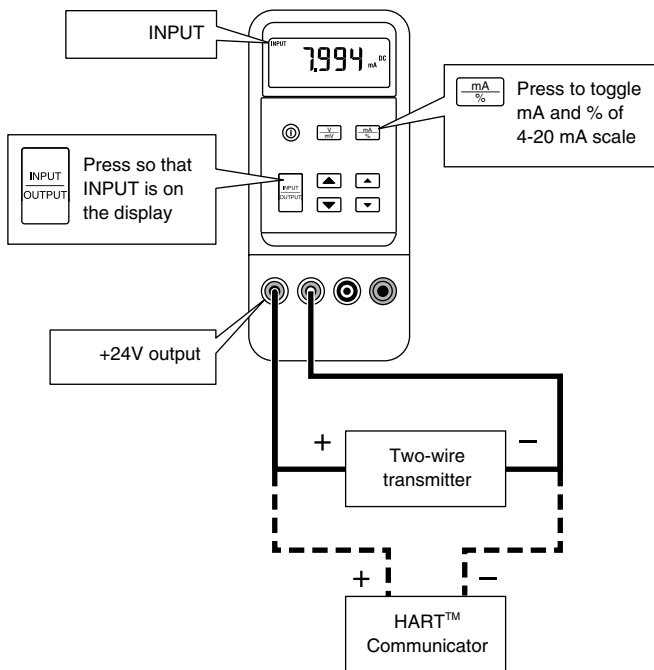 INPUT
INPUT
7.994
mA
DC
mA
%
Press to toggle
mA and % of
4-20 mA scale
V
mV
mA
%
INPUT
OUTPUT
Press so that
INPUT is on
the display
INPUT
OUTPUT
+24V output
+
Two-wire
transmitter
−
+
−
HART™
Communicator